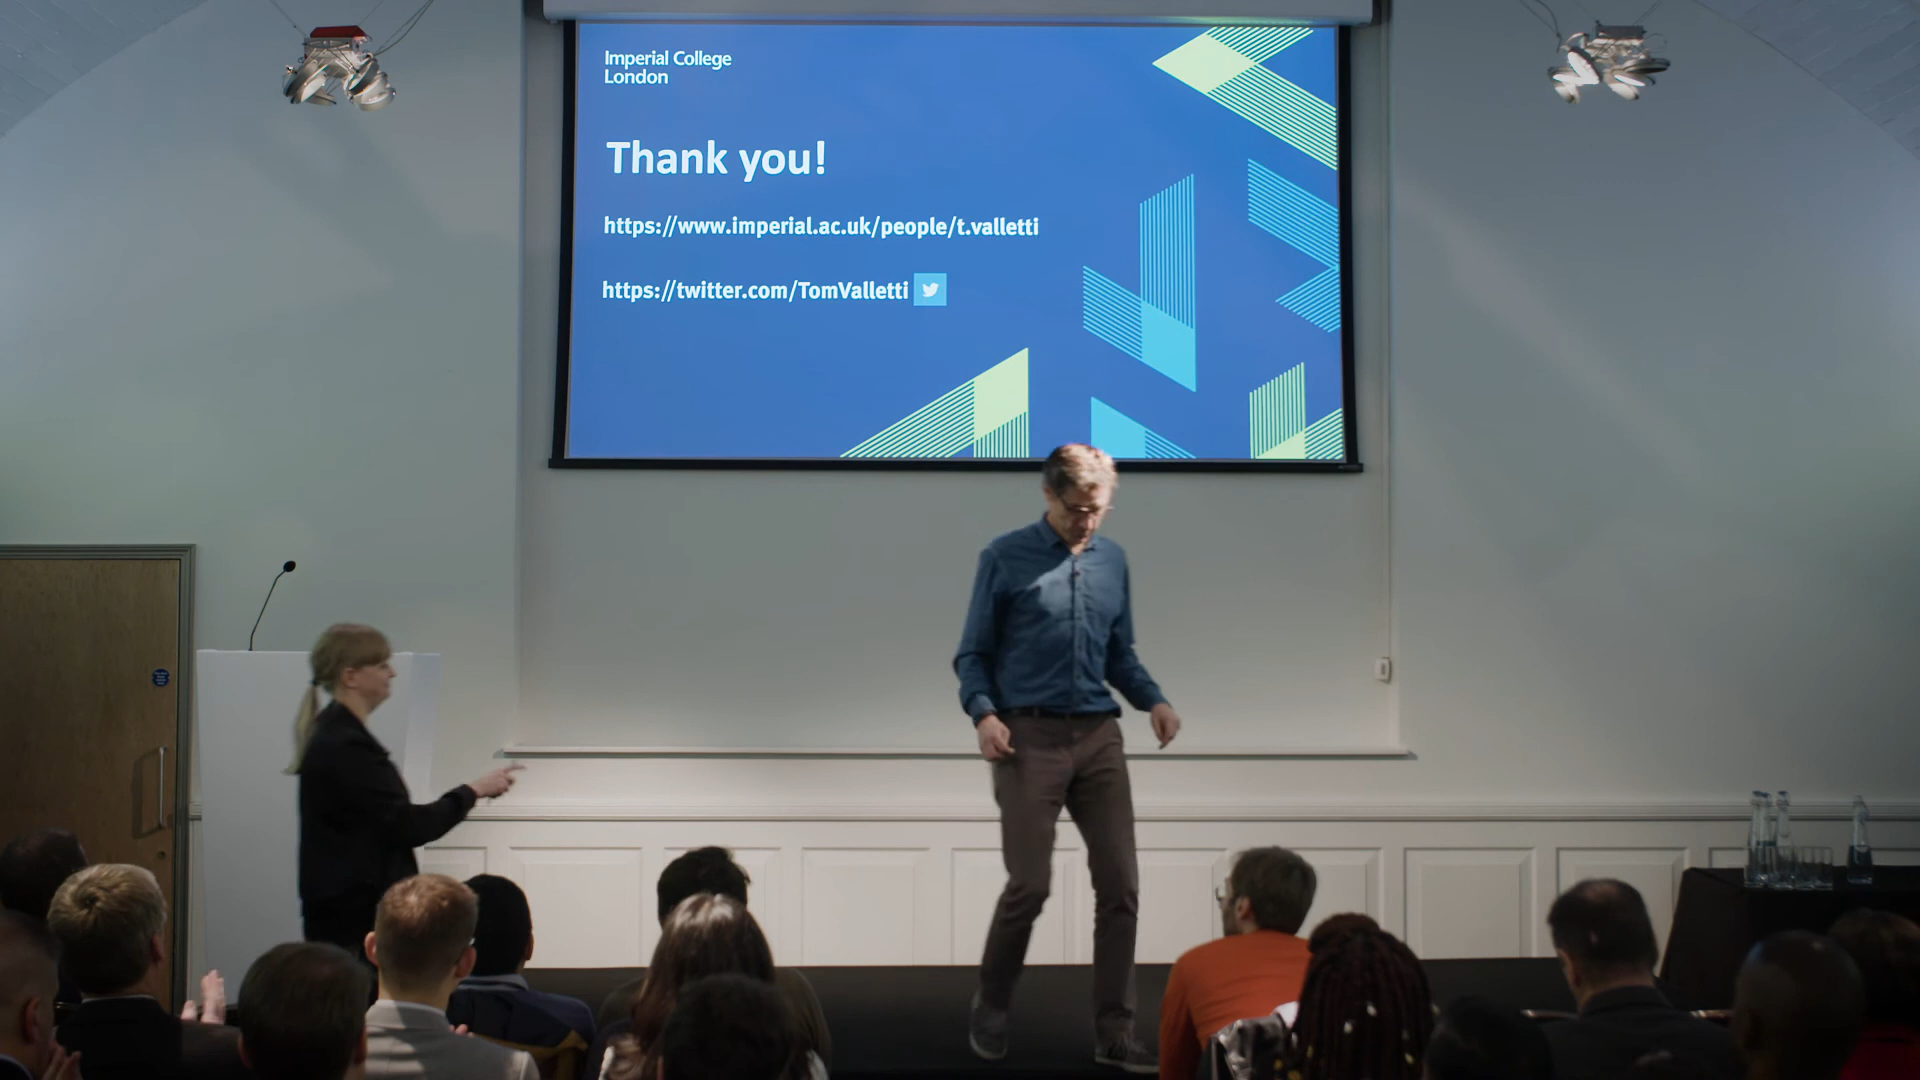 Imperial College
London
Thank you!
https://www.imperial.ac.uk/people/t.valletti
https://twitter.com/TomValletti